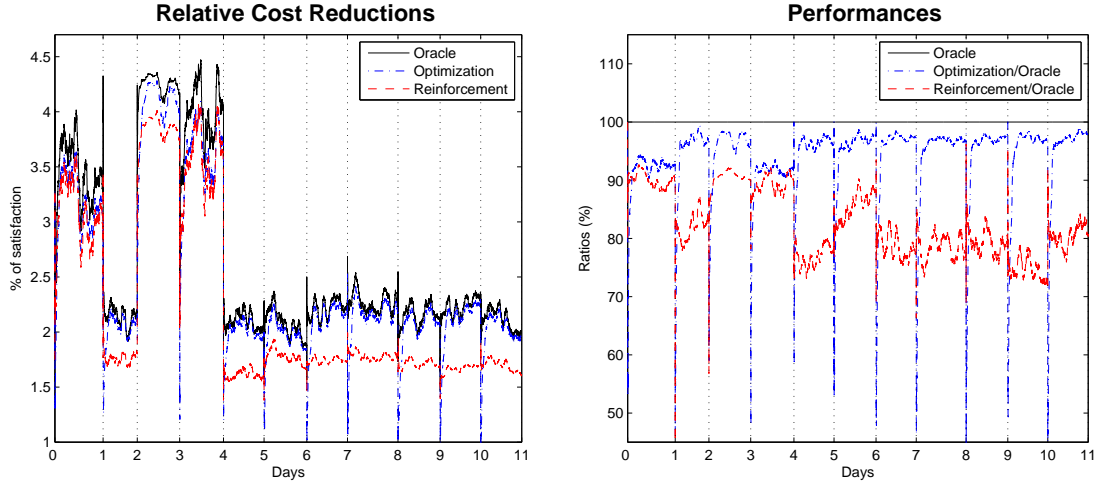 Relative Cost Reductions
4.5
4
3.5
3
2.5
2
1.5
1
% of satisfaction
Oracle
Optimization
Reinforcement
0 1 2 3 4 5 6 7 8 9 10 11
Days
Performances
110
100
90
80
70
60
50
Ratios (%)
Oracle
Optimization/Oracle
Reinforcement/Oracle
0 1 2 3 4 5 6 7 8 9 10 11
Days